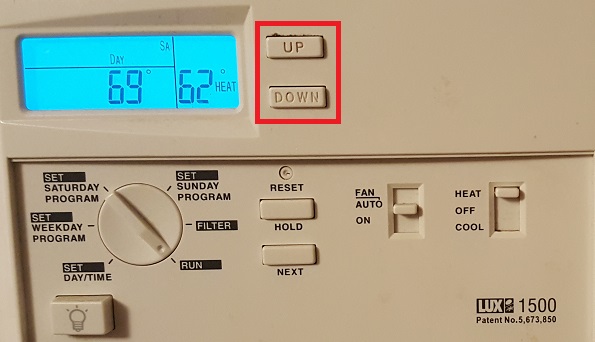 SA
DAY
69° 62° HEAT
UP
DOWN
SET
SATURDAY
PROGRAM
SET
SUNDAY
PROGRAM
SET
WEEKDAY
PROGRAM
FILTER
SET
DAY/TIME
RUN
RESET
HOLD
NEXT
FAN
AUTO
ON
HEAT
OFF
COOL
LUX 1500
Patent No.5,673,850